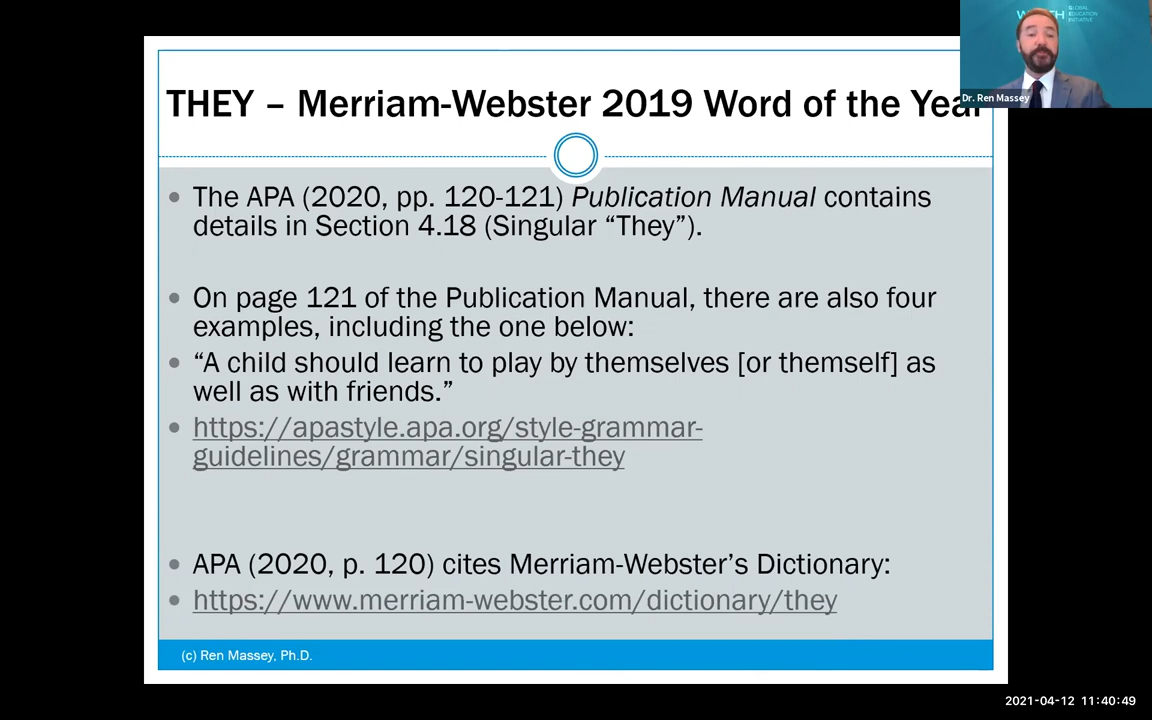 GLOBAL
EDUCATION
INITIATIVE
Dr. Ren Massey
THEY – Merriam-Webster 2019 Word of the Year
The APA (2020, pp. 120-121) Publication Manual contains
details in Section 4.18 (Singular “They”).
On page 121 of the Publication Manual, there are also four
examples, including the one below:
“A child should learn to play by themselves [or themself] as
well as with friends.”
https://apastyle.apa.org/style-grammar-
guidelines/grammar/singular-they
APA (2020, p. 120) cites Merriam-Webster’s Dictionary:
https://www.merriam-webster.com/dictionary/they
(c) Ren Massey, Ph.D.
2021-04-12 11:40:49